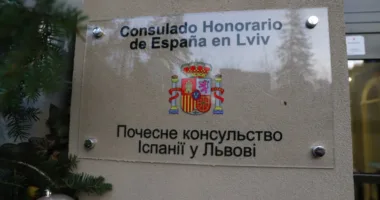 Consulado Honorario
de España en Lviv
Почесне консульство
Іспанії у Львові